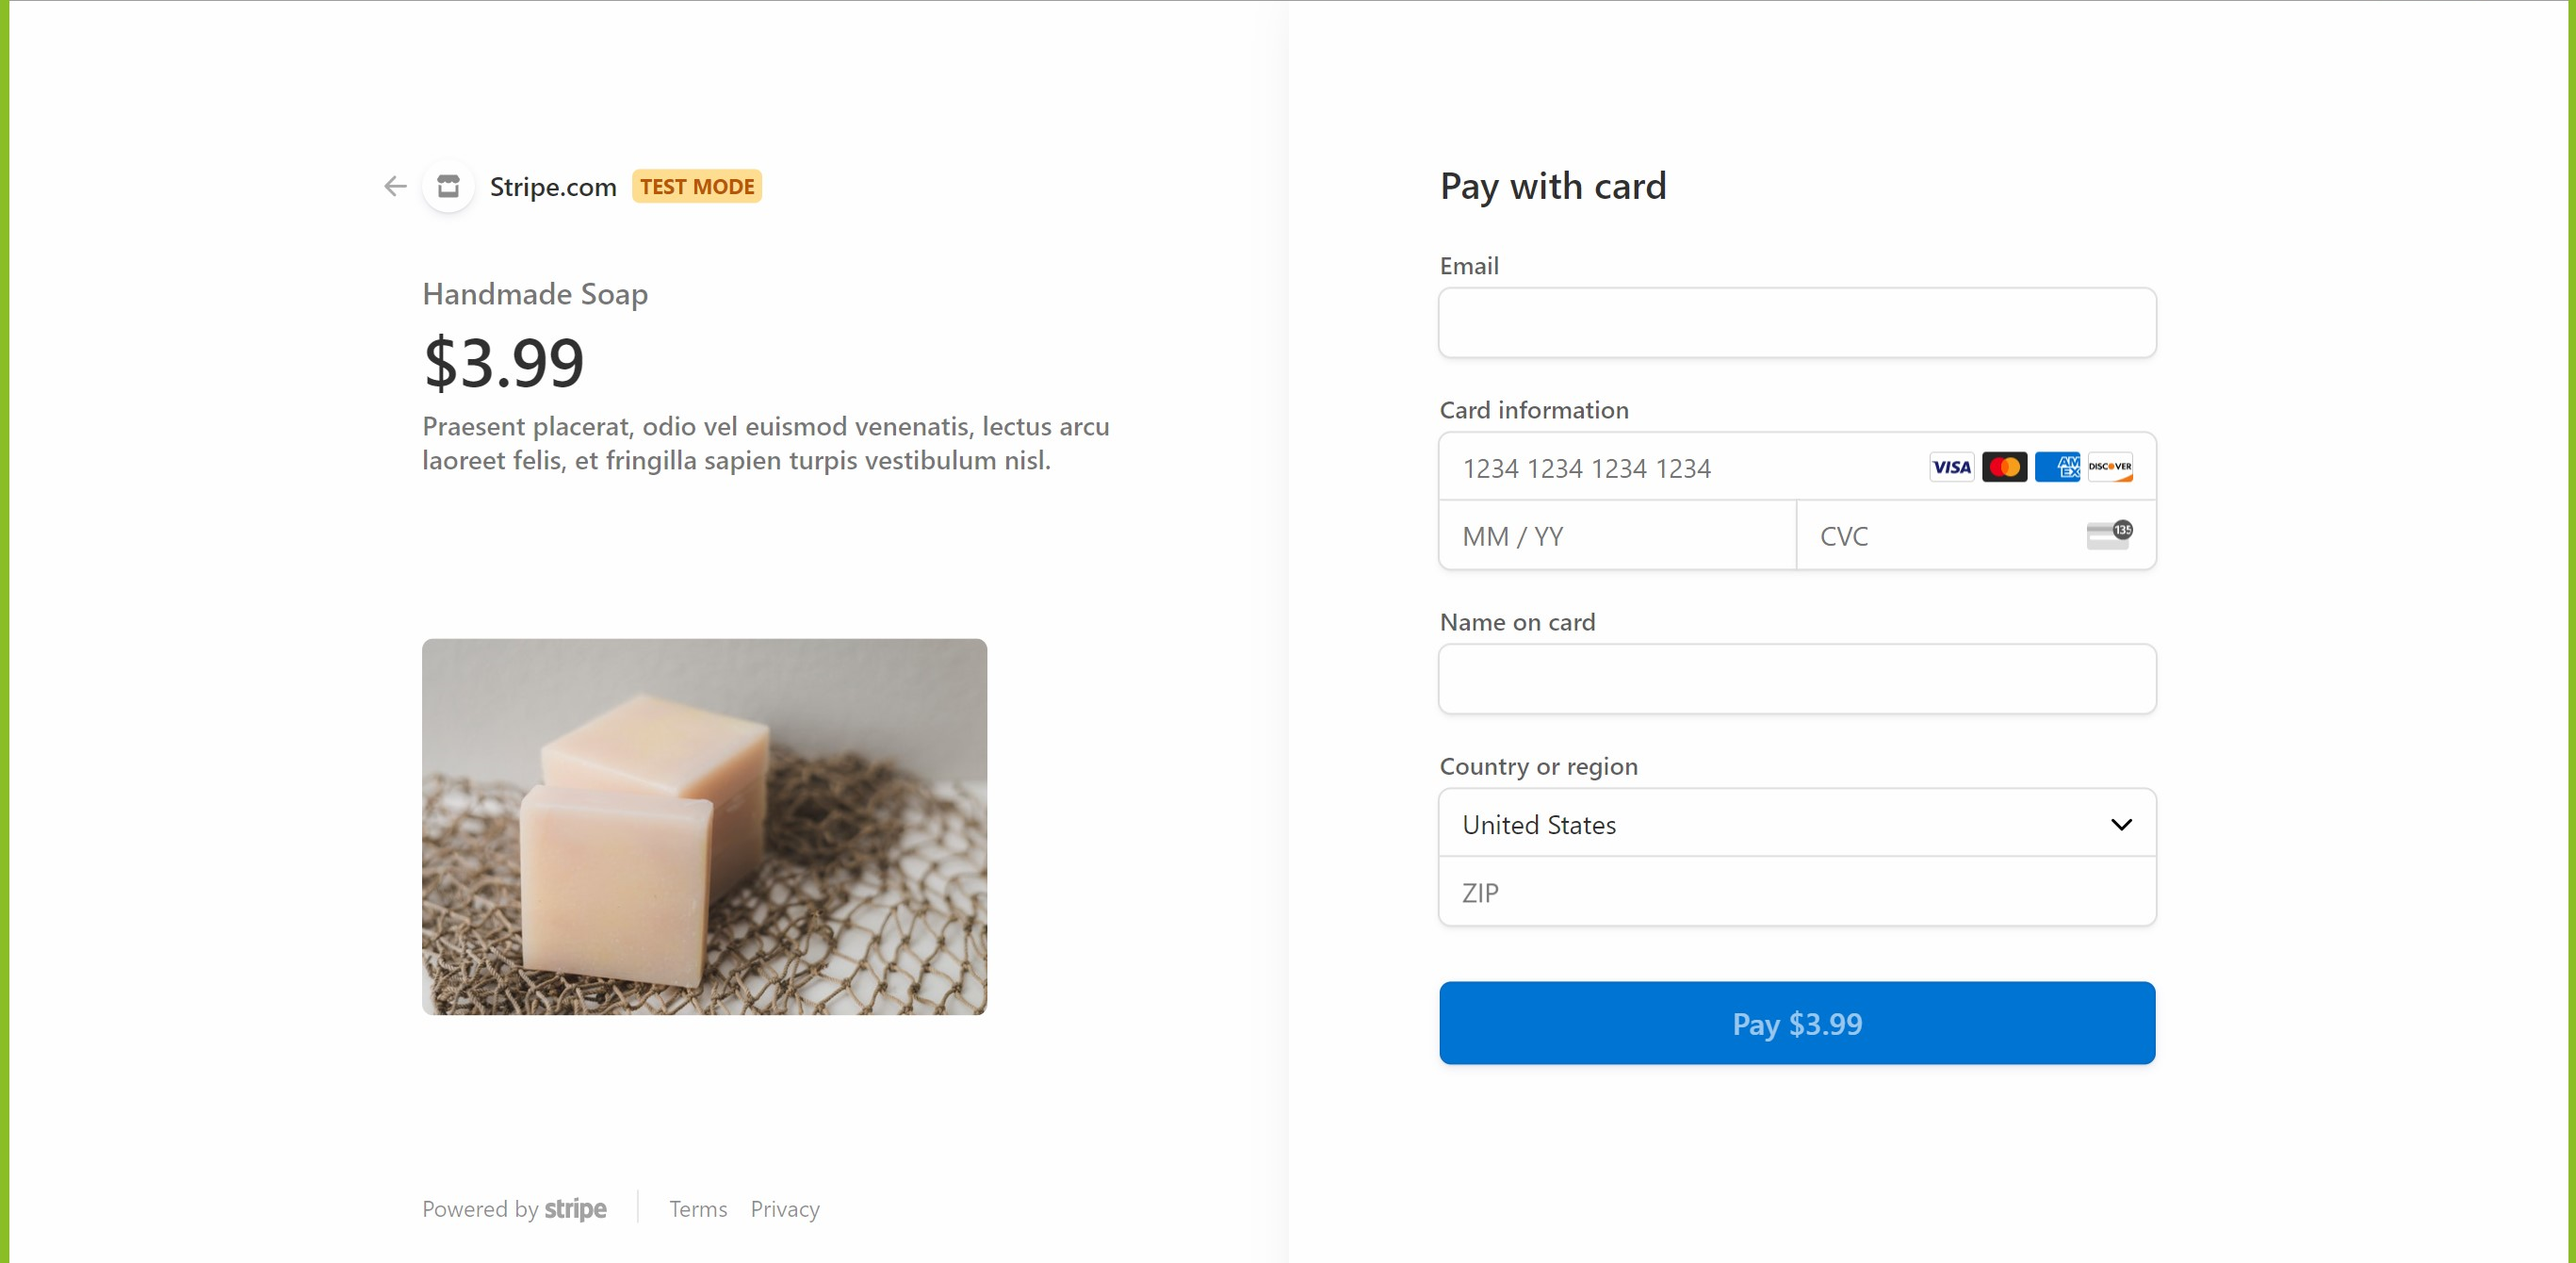 Stripe.com TEST MODE
Handmade Soap
$3.99
Praesent placerat, odio vel euismod venenatis, lectus arcu
laoreet felis, et fringilla sapien turpis vestibulum nisl.
Powered by stripe Terms Privacy
Pay with card
Email
Card information
1234 1234 1234 1234 VISA AM EX DISCOVER
MM / YY CVC 135
Name on card
Country or region
United States
ZIP
Pay $3.99